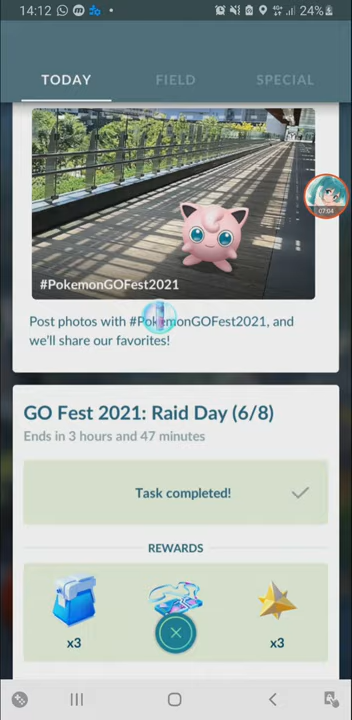 14:12
4G+
24%
TODAY
FIELD
SPECIAL
07:04
#PokemonGOFest2021
Post photos with #PokemonGOFest2021, and
we'll share our favorites!
GO Fest 2021: Raid Day (6/8)
Ends in 3 hours and 47 minutes
Task completed!
REWARDS
x3
x3